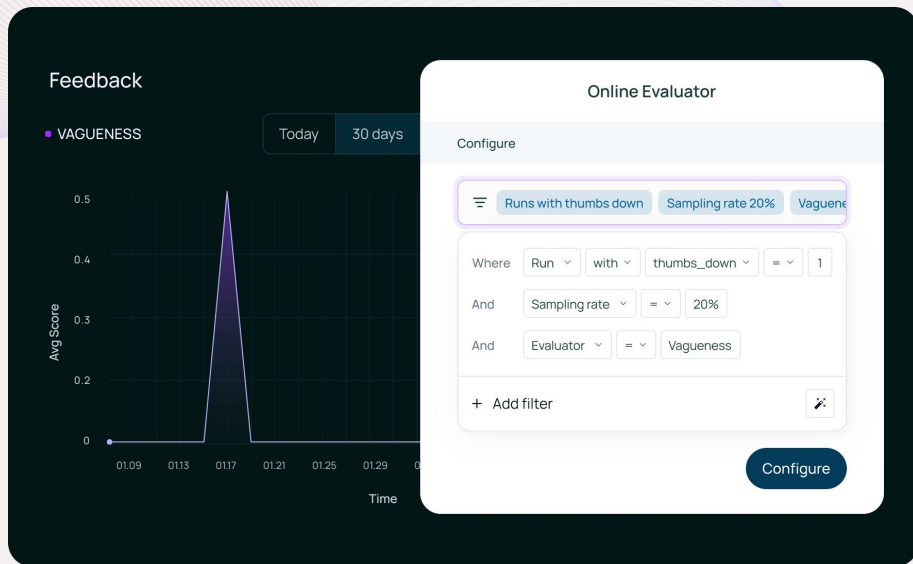 Feedback
VAGUENESS
Today 30 days
0.5
0.4
0.3
0.2
0
Avg Score
01.09 01.13 01.17 01.21 01.25 01.29 0
Time
Online Evaluator
Configure
Runs with thumbs down Sampling rate 20% Vaguene
Where Run with thumbs_down = 1
And Sampling rate = 20%
And Evaluator = Vagueness
+ Add filter
Configure